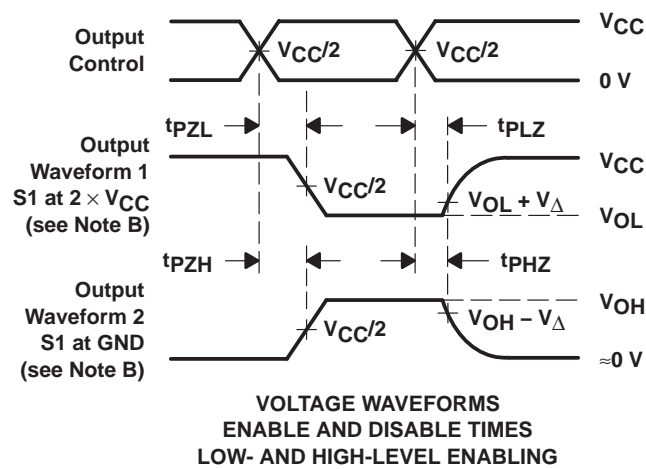 Output
Control
VCC/2
VCC/2
VCC
0 V
tPZL
tPLZ
Output
Waveform 1
S1 at 2 × VCC
(see Note B)
VCC/2
VCC
VOL + VΔ
VOL
tPZH
tPHZ
Output
Waveform 2
S1 at GND
(see Note B)
VCC/2
VOH
VOH – VΔ
≈0 V
VOLTAGE WAVEFORMS
ENABLE AND DISABLE TIMES
LOW- AND HIGH-LEVEL ENABLING